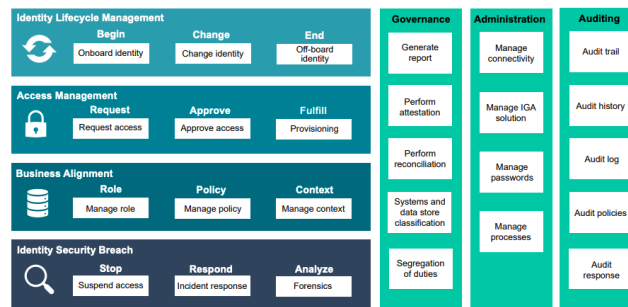 Identity Lifecycle Management
Begin
Change
End
Onboard identity
Change identity
Off-board
identity
Access Management
Request
Approve
Fulfill
Request access
Approve access
Provisioning
Business Alignment
Role
Policy
Context
Manage role
Manage policy
Manage context
Identity Security Breach
Stop
Respond
Analyze
Suspend access
Incident response
Forensics
Governance
Generate
report
Perform
attestation
Perform
reconciliation
Systems and
data store
classification
Segregation
of duties
Administration
Manage
connectivity
Manage IGA
solution
Manage
passwords
Manage
processes
Auditing
Audit trail
Audit history
Audit log
Audit policies
Audit
response